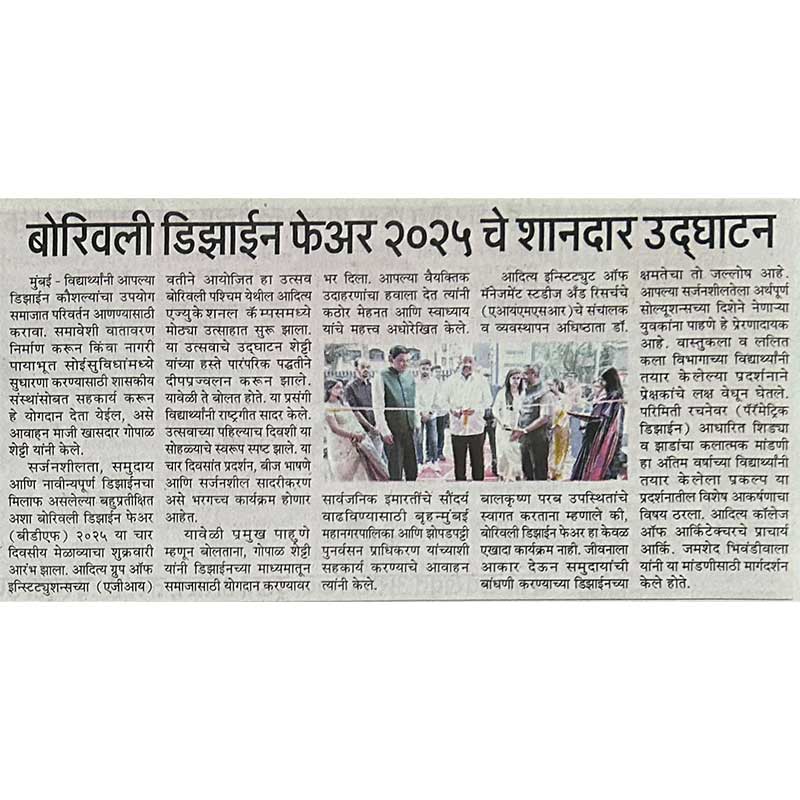 बोरिवली डिझाईन फेअर २०२५ चे शानदार उद्‌घाटन
मुंबई - विद्यार्थ्यांनी आपल्या
डिझाईन कौशल्यांचा उपयोग
समाजात परिवर्तन आणण्यासाठी
करावा. समावेशी वातावरण
निर्माण करून किंवा नागरी
पायाभूत सोईसुविधांमध्ये
सुधारणा करण्यासाठी शासकीय
संस्थांसोबत सहकार्य करून
हे योगदान देता येईल, असे
आवाहन माजी खासदार गोपाळ
शेट्टी यांनी केले.
सर्जनशीलता, समुदाय
आणि नावीन्यपूर्ण डिझाईनचा
मिलाफ असलेल्या बहुप्रतीक्षित
अशा बोरिवली डिझाईन फेअर
(बीडीएफ) २०२५ या चार
दिवसीय मेळाव्याचा शुक्रवारी
आरंभ झाला. आदित्य ग्रुप ऑफ
इन्स्टिट्युशन्सच्या (एजीआय)
वतीने आयोजित हा उत्सव
बोरिवली पश्चिम येथील आदित्य
एज्युकेशनल कॅम्पसमध्ये
मोठ्या उत्साहात सुरू झाला.
या उत्सवाचे उद्‌घाटन शेट्टी
यांच्या हस्ते पारंपरिक पद्धतीने
दीपप्रज्वलन करून झाले.
यावेळी ते बोलत होते. या प्रसंगी
विद्यार्थ्यांनी राष्ट्रगीत सादर केले.
उत्सवाच्या पहिल्याच दिवशी या
सोहळ्याचे स्वरूप स्पष्ट झाले. या
चार दिवसांत प्रदर्शन, बीज भाषणे
आणि सर्जनशील सादरीकरण
असे भरगच्च कार्यक्रम होणार
आहेत.
यावेळी प्रमुख पाहुणे
म्हणून बोलताना, गोपाळ शेट्टी
यांनी डिझाईनच्या माध्यमातून
समाजासाठी योगदान करण्यावर
भर दिला. आपल्या वैयक्तिक
उदाहरणांचा हवाला देत त्यांनी
कठोर मेहनत आणि स्वाध्याय
यांचे महत्त्व अधोरेखित केले.
सार्वजनिक इमारतींचे सौंदर्य
वाढविण्यासाठी बृहन्मुंबई
महानगरपालिका आणि झोपडपट्टी
पुनर्वसन प्राधिकरण यांच्याशी
सहकार्य करण्याचे आवाहन
त्यांनी केले.
आदित्य इन्स्टिट्युट ऑफ
मॅनेजमेंट स्टडीज अँड रिसर्चचे
(एआयएमएसआर)चे संचालक
व व्यवस्थापन अधिष्ठाता डॉ.
बालकृष्ण परब उपस्थितांचे
स्वागत करताना म्हणाले की,
बोरिवली डिझाईन फेअर हा केवळ
एखादा कार्यक्रम नाही. जीवनाला
आकार देऊन समुदायांची
बांधणी करण्याच्या डिझाईनच्या
क्षमतेचा तो जल्लोष आहे.
आपल्या सर्जनशीलतेला अर्थपूर्ण
सोल्यूशन्सच्या दिशेने नेणाऱ्या
युवकांना पाहणे हे प्रेरणादायक
आहे. वास्तुकला व ललित
कला विभागाच्या विद्यार्थ्यांनी
तयार केलेल्या प्रदर्शनाने
प्रेक्षकांचे लक्ष वेधून घेतले.
परिमिती रचनेवर (पॅरॅमेट्रिक
डिझाईन) आधारित शिड्या
व झाडांचा कलात्मक मांडणी
हा अंतिम वर्षाच्या विद्यार्थ्यांनी
तयार केलेला प्रकल्प या
प्रदर्शनातील विशेष आकर्षणाचा
विषय ठरला. आदित्य कॉलेज
ऑफ आर्किटेक्चरचे प्राचार्य
आर्कि. जमशेद भिवंडीवाला
यांनी या मांडणीसाठी मार्गदर्शन
केले होते.